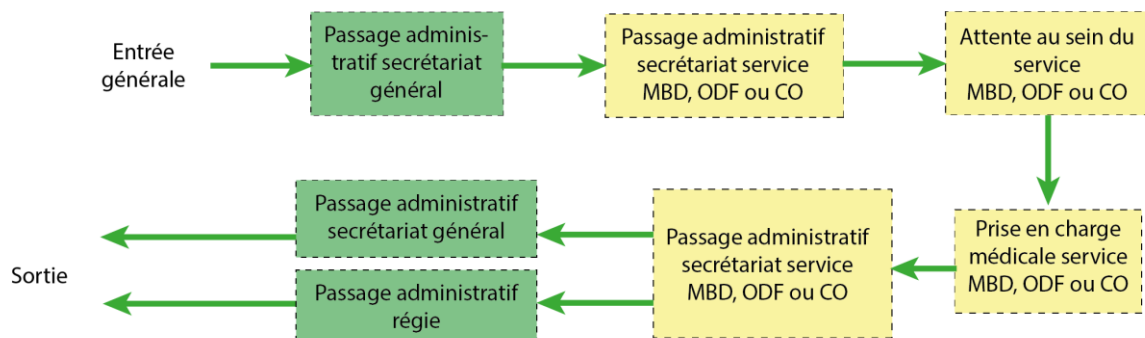 Entrée
générale
Passage adminis-
tratif secrétariat
général
Passage administratif
secrétariat service
MBD, ODF ou CO
Attente au sein du
service
MBD, ODF ou CO
Prise en charge
médicale service
MBD, ODF ou CO
Passage administratif
secrétariat service
MBD, ODF ou CO
Passage administratif
secrétariat général
Passage administratif
régie
Sortie